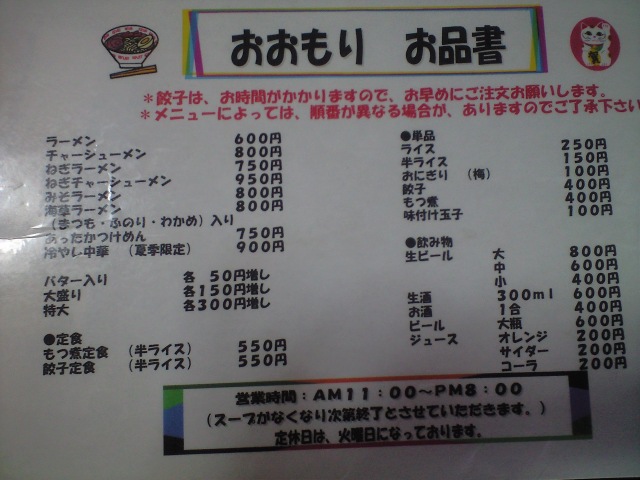 おおもり お品書
＊餃子は、お時間がかかりますので、お早めにご注文お願いします。
＊メニューによっては、順番が異なる場合が、ありますのでご了承下さい
ラーメン ６００円
チャーシューメン ８００円
ねぎラーメン ７５０円
ねぎチャーシューメン ９５０円
みそラーメン ８００円
海草ラーメン ８００円
（まつも・ふのり・わかめ）入り
あったかつけめん ７５０円
冷やし中華 （夏季限定） ９００円
バター入り 各 ５０円増し
大盛り 各１５０円増し
特大 各３００円増し
●定食
もつ煮定食 （半ライス） ５５０円
餃子定食 （半ライス） ５５０円
●単品
ライス ２５０円
半ライス １５０円
おにぎり （梅） １００円
餃子 ４００円
もつ煮 ４００円
味付け玉子 １００円
●飲み物
生ビール 大 ８００円
中 ６００円
小 ４００円
生酒 ３００ｍｌ ６００円
お酒 １合 ４００円
ビール 大瓶 ６００円
ジュース オレンジ ２００円
サイダー ２００円
コーラ ２００円
営業時間：ＡＭ１１：００～ＰＭ８：００
（スープがなくなり次第終了とさせていただきます。）
定休日は、火曜日になっております。